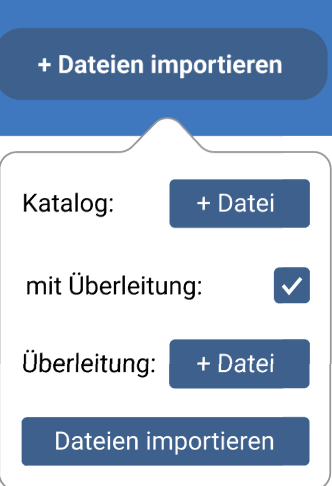 + Dateien importieren
Katalog: + Datei
mit Überleitung:
Überleitung: + Datei
Dateien importieren